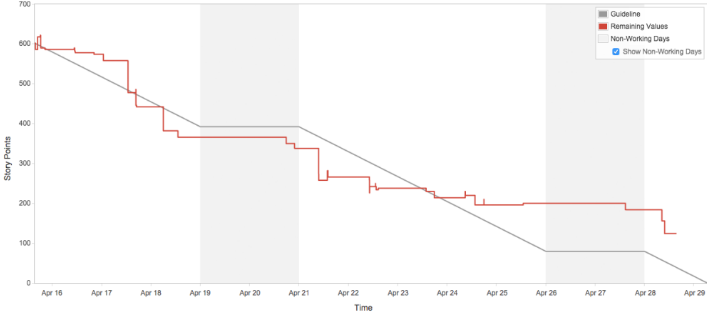 700
600
500
400
300
200
100
0
Story Points
Guideline
Remaining Values
Non-Working Days
Show Non-Working Days
Apr 16 Apr 17 Apr 18 Apr 19 Apr 20 Apr 21 Apr 22 Apr 23 Apr 24 Apr 25 Apr 26 Apr 27 Apr 28 Apr 29
Time